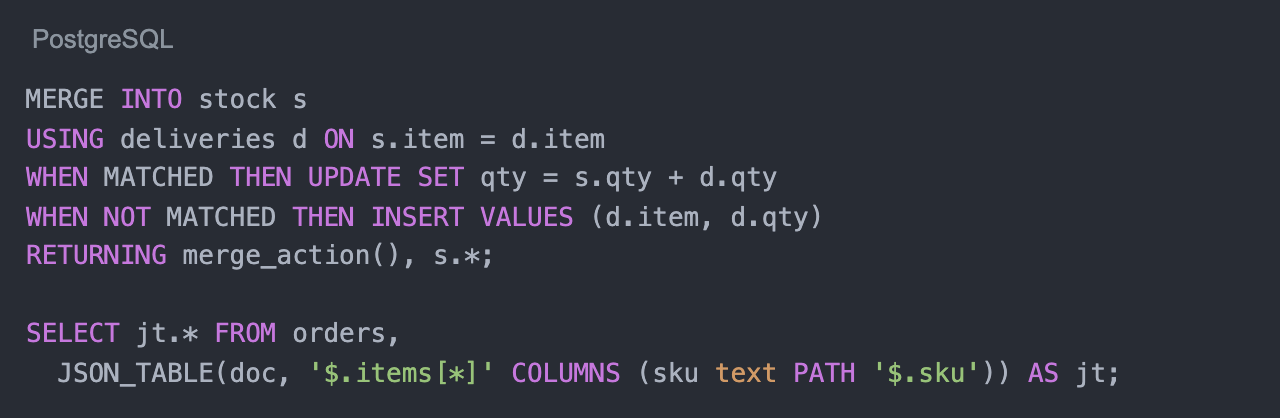 PostgreSQL
MERGE INTO stock s
USING deliveries d ON s.item = d.item
WHEN MATCHED THEN UPDATE SET qty = s.qty + d.qty
WHEN NOT MATCHED THEN INSERT VALUES (d.item, d.qty)
RETURNING merge_action(), s.*;

SELECT jt.* FROM orders,
  JSON_TABLE(doc, '$.items[*]' COLUMNS (sku text PATH '$.sku')) AS jt;